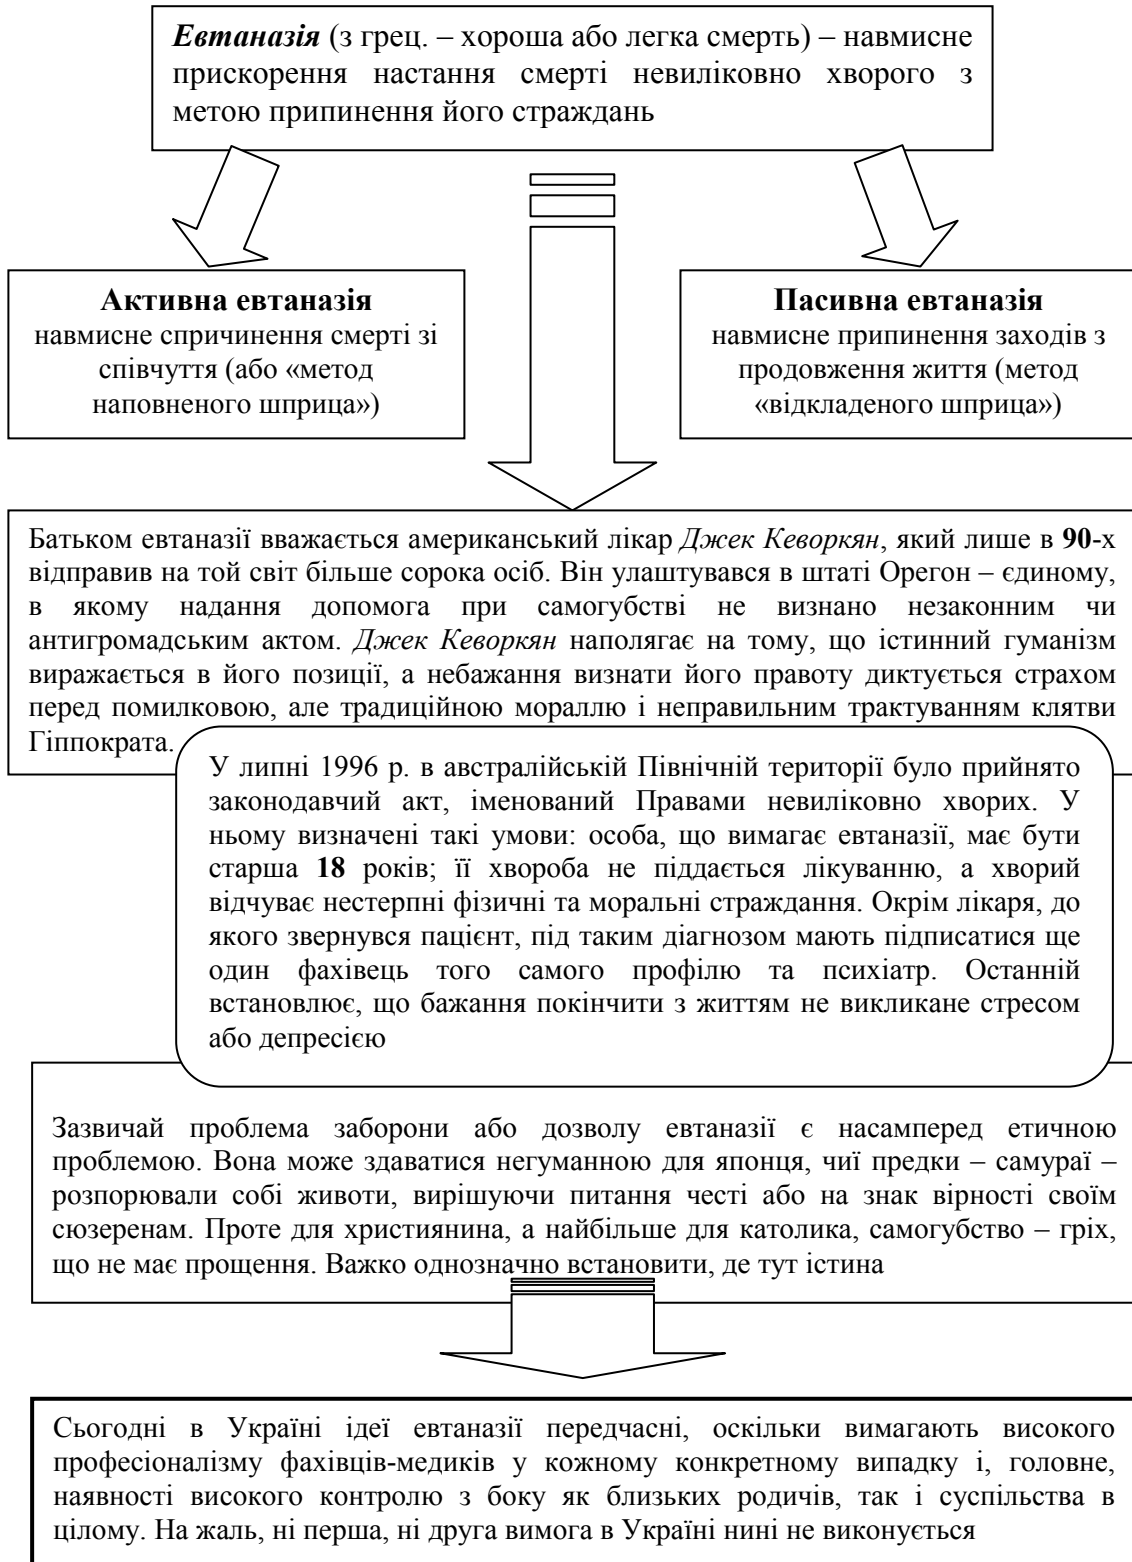 Евтаназія (з грец. – хороша або легка смерть) – навмисне
прискорення настання смерті невиліковно хворого з
метою припинення його страждань
Активна евтаназія
навмисне спричинення смерті зі
співчуття (або «метод
наповненого шприца»)
Пасивна евтаназія
навмисне припинення заходів з
продовження життя (метод
«відкладеного шприца»)
Батьком евтаназії вважається американський лікар Джек Кеворкян, який лише в 90-х
відправив на той світ більше сорока осіб. Він улаштувався в штаті Орегон – єдиному,
в якому надання допомога при самогубстві не визнано незаконним чи
антигромадським актом. Джек Кеворкян наполягає на тому, що істинний гуманізм
виражається в його позиції, а небажання визнати його правоту диктується страхом
перед помилковою, але традиційною мораллю і неправильним трактуванням клятви
Гіппократа.
У липні 1996 р. в австралійській Північній території було прийнято
законодавчий акт, іменований Правами невиліковно хворих. У
ньому визначені такі умови: особа, що вимагає евтаназії, має бути
старша 18 років; її хвороба не піддається лікуванню, а хворий
відчуває нестерпні фізичні та моральні страждання. Окрім лікаря, до
якого звернувся пацієнт, під таким діагнозом мають підписатися ще
один фахівець того самого профілю та психіатр. Останній
встановлює, що бажання покінчити з життям не викликане стресом
або депресією
Зазвичай проблема заборони або дозволу евтаназії є насамперед етичною
проблемою. Вона може здаватися негуманною для японця, чиї предки – самураї –
розпорювали собі животи, вирішуючи питання честі або на знак вірності своїм
сюзеренам. Проте для християнина, а найбільше для католика, самогубство – гріх,
що не має прощення. Важко однозначно встановити, де тут істина
Сьогодні в Україні ідеї евтаназії передчасні, оскільки вимагають високого
професіоналізму фахівців-медиків у кожному конкретному випадку і, головне,
наявності високого контролю з боку як близьких родичів, так і суспільства в
цілому. На жаль, ні перша, ні друга вимога в Україні нині не виконується